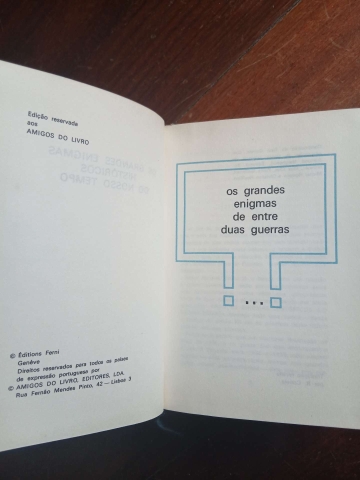 Edição reservada
aos
AMIGOS DO LIVRO
© Éditions Ferni
Genève
Direitos reservados para todos os países
de expressão portuguesa por
© AMIGOS DO LIVRO, EDITORES, LDA.
Rua Fernão Mendes Pinto, 42 — Lisboa 3
os grandes
enigmas
de entre
duas guerras
...